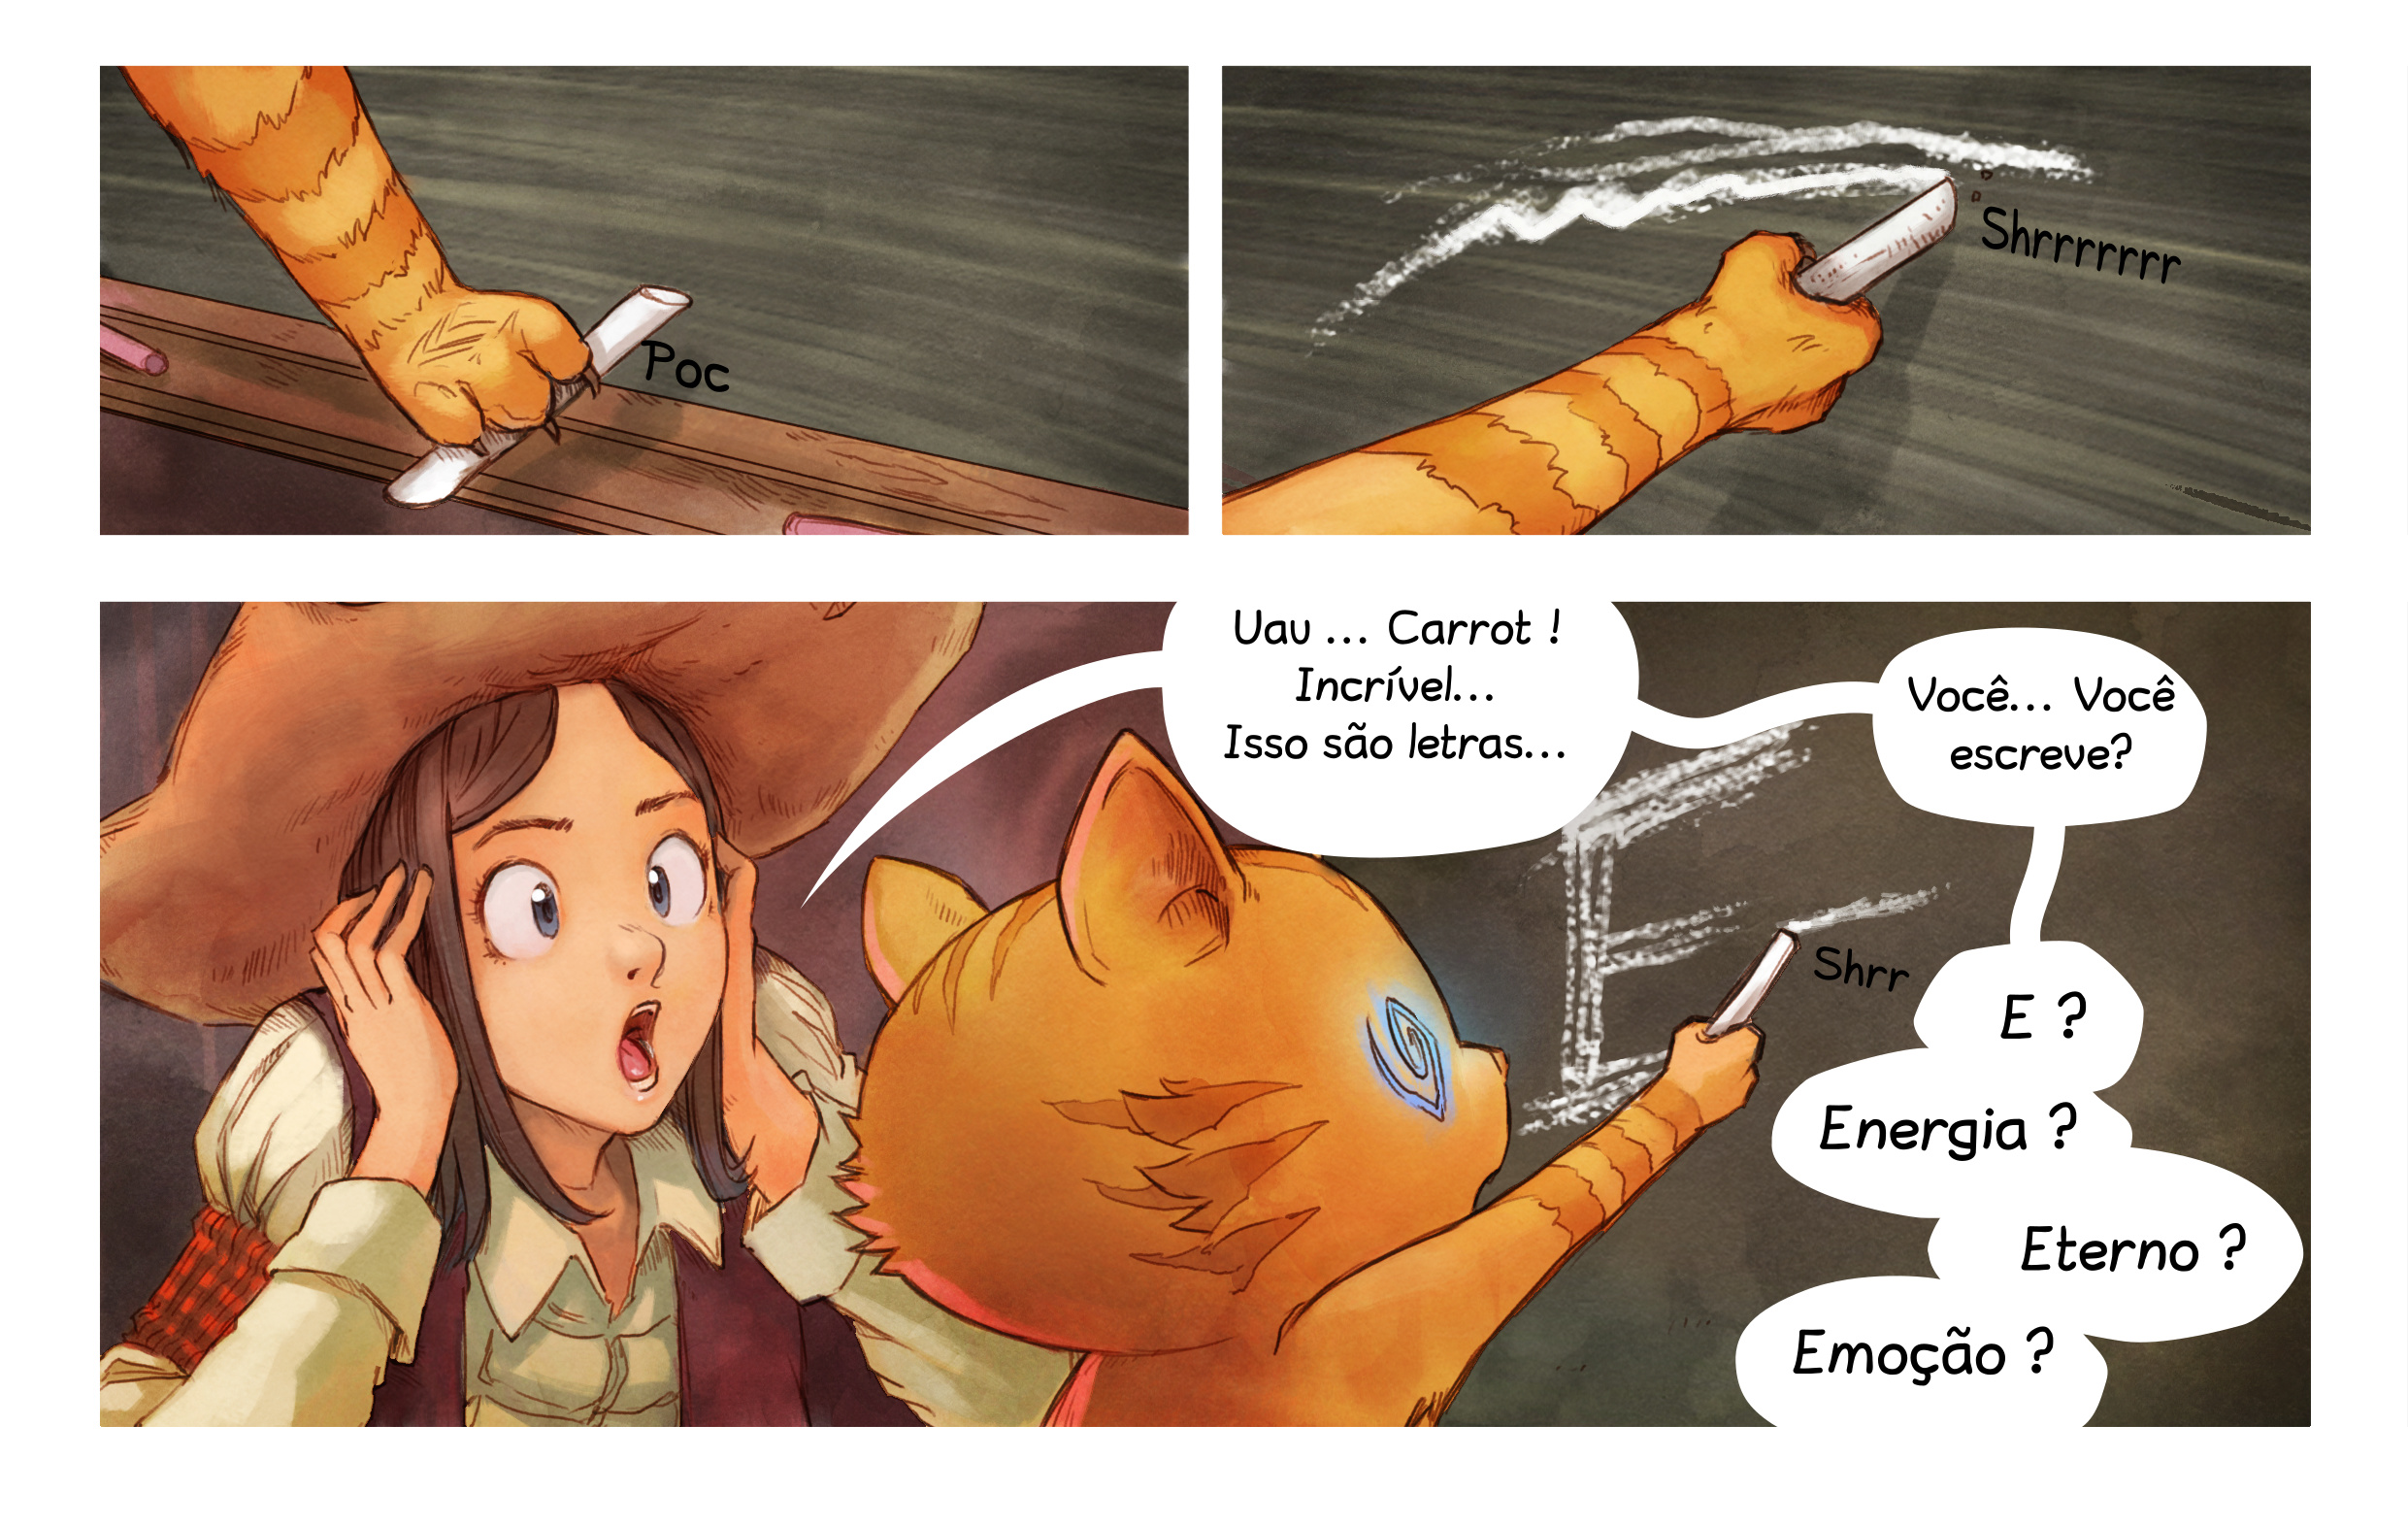 Poc
Shrrrrrrr
Uau ... Carrot !
Incrível...
Isso são letras...
Você... Você
escreve?
E
Shrr
E ?
Energia ?
Eterno ?
Emoção ?